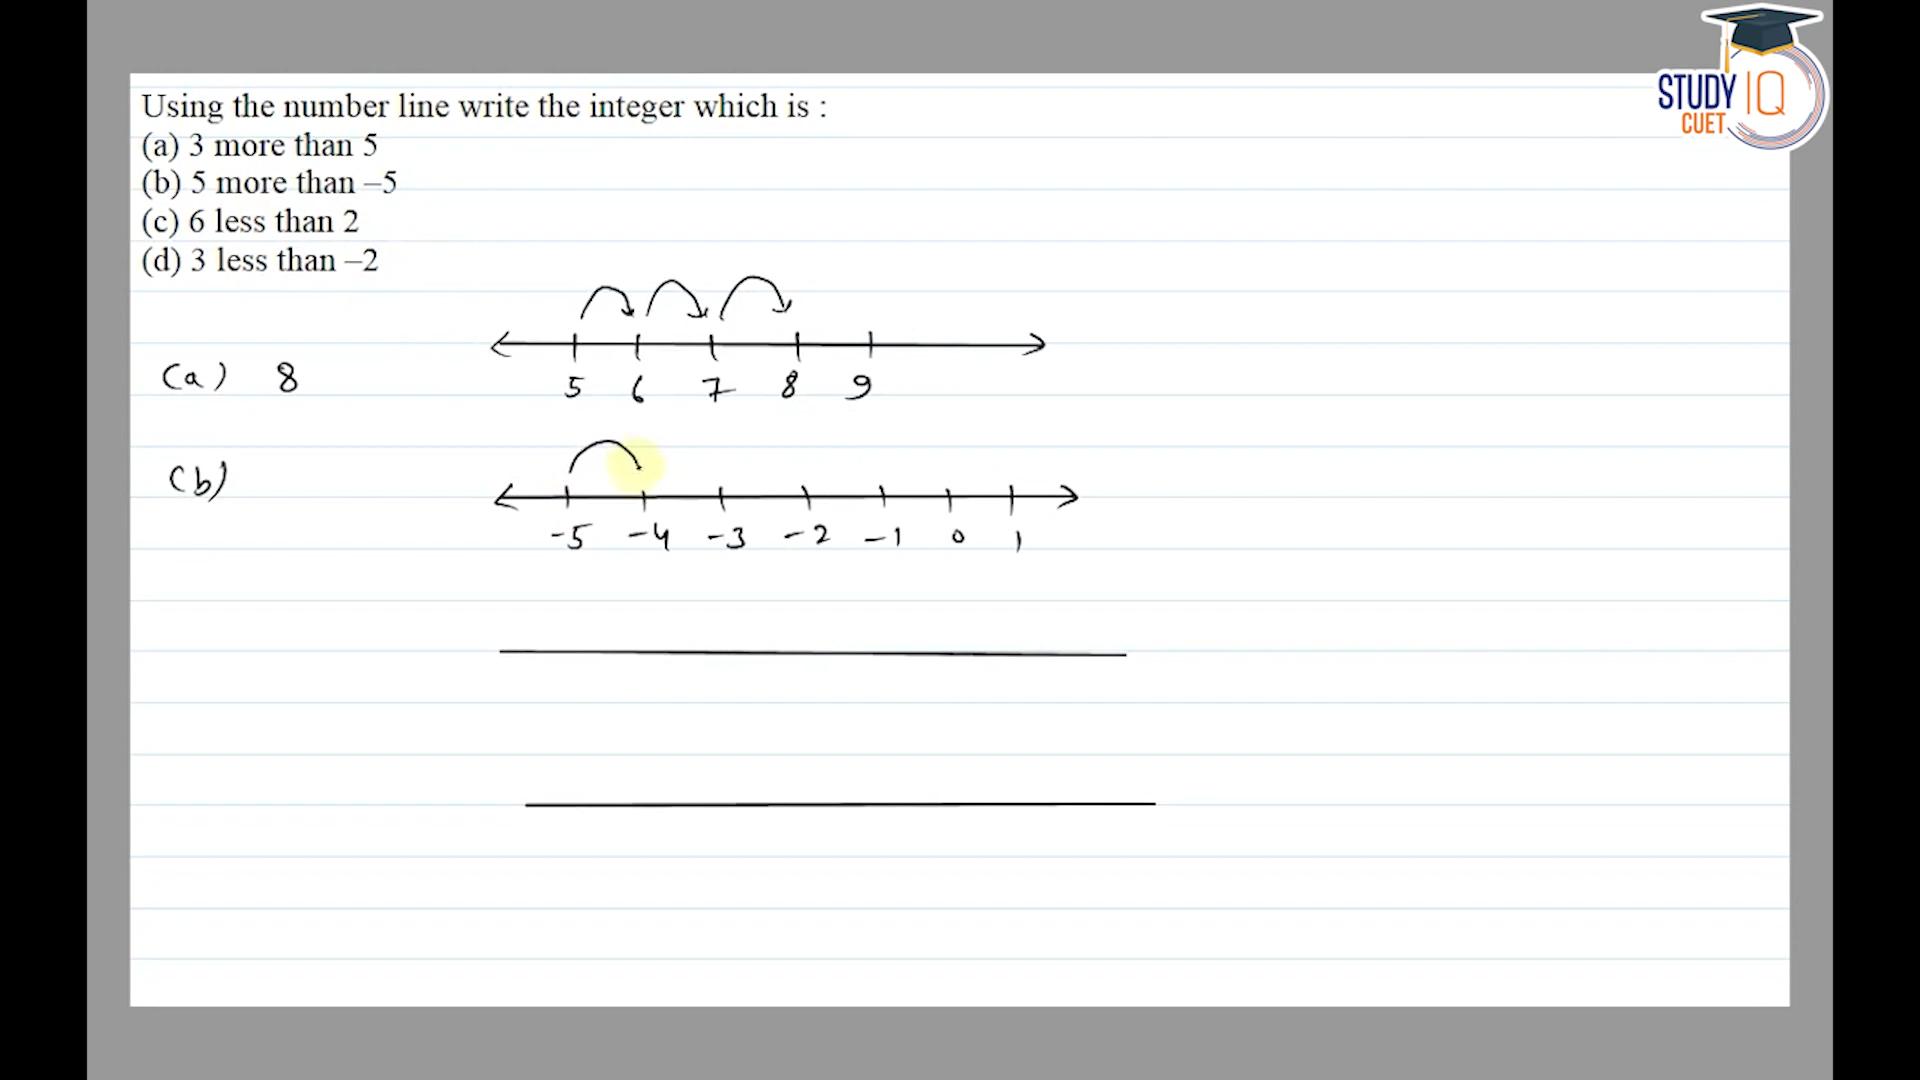 Using the number line write the integer which is :
(a) 3 more than 5
(b) 5 more than –5
(c) 6 less than 2
(d) 3 less than –2
STUDY IQ
CUET
(a) 8
5 6 7 8 9
(b)
-5 -4 -3 -2 -1 0 1